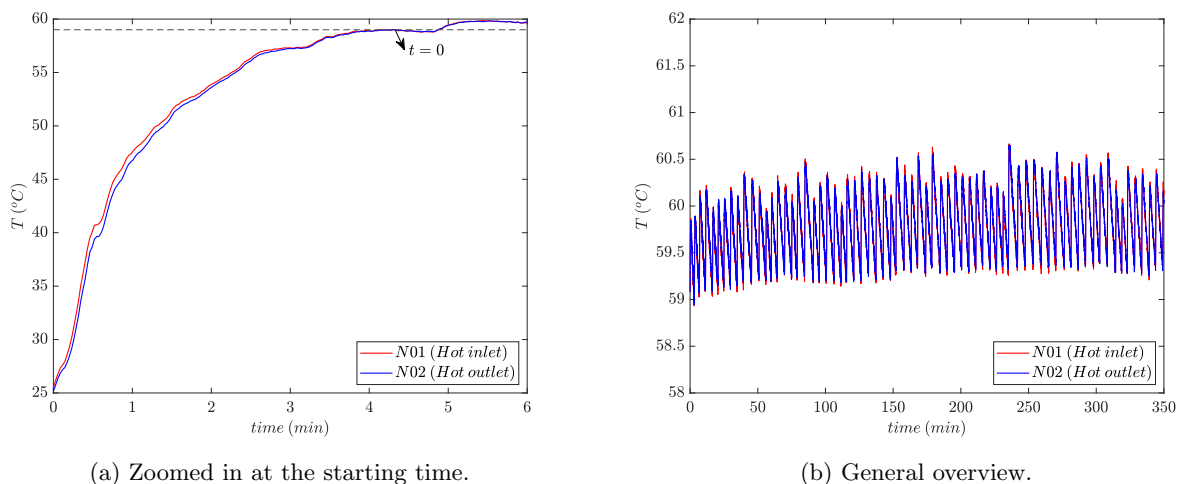 60
55
50
45
40
35
30
25
T (°C)
t = 0
N01 (Hot inlet)
N02 (Hot outlet)
0 1 2 3 4 5 6
time (min)
(a) Zoomed in at the starting time.
62
61.5
61
60.5
60
59.5
59
58.5
58
T (°C)
N01 (Hot inlet)
N02 (Hot outlet)
0 50 100 150 200 250 300 350
time (min)
(b) General overview.